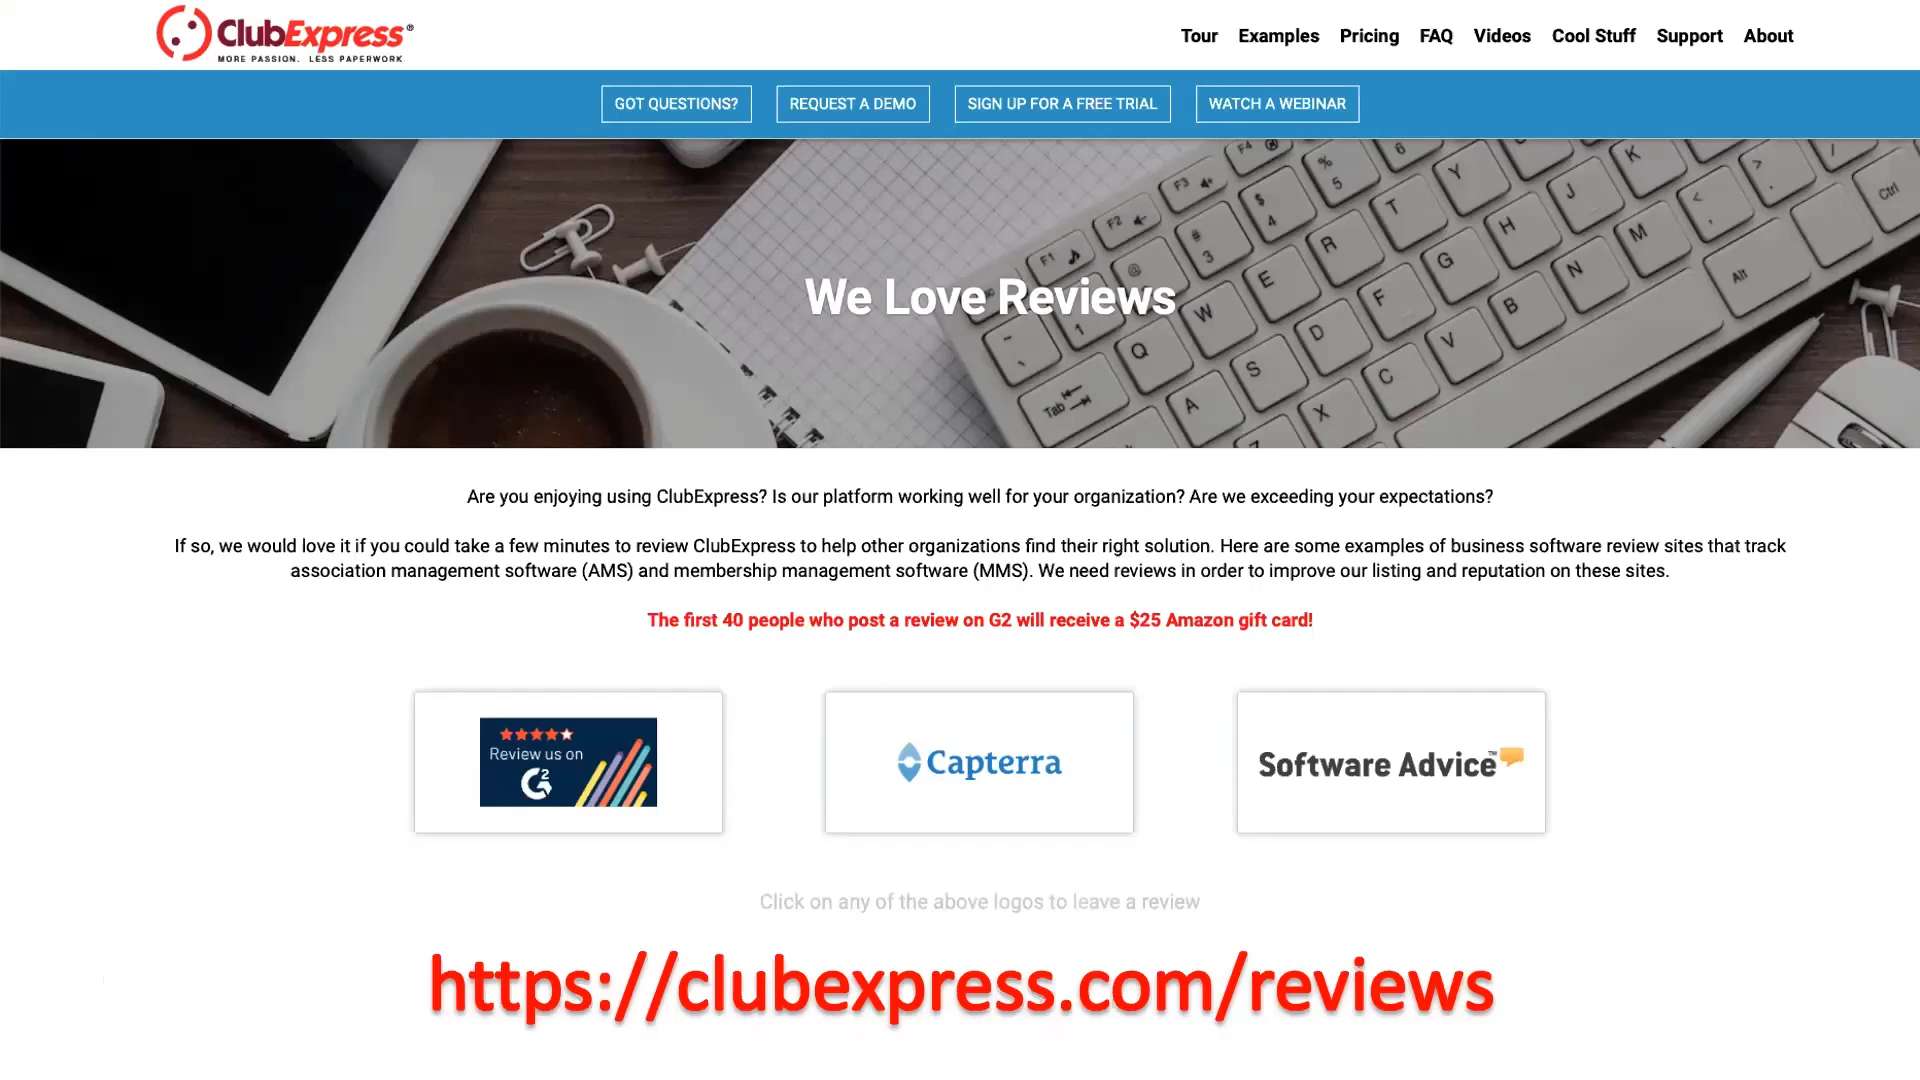 ClubExpress®
MORE PASSION. LESS PAPERWORK.
Tour Examples Pricing FAQ Videos Cool Stuff Support About
GOT QUESTIONS? REQUEST A DEMO SIGN UP FOR A FREE TRIAL WATCH A WEBINAR
We Love Reviews
Are you enjoying using ClubExpress? Is our platform working well for your organization? Are we exceeding your expectations?
If so, we would love it if you could take a few minutes to review ClubExpress to help other organizations find their right solution. Here are some examples of business software review sites that track
association management software (AMS) and membership management software (MMS). We need reviews in order to improve our listing and reputation on these sites.
The first 40 people who post a review on G2 will receive a $25 Amazon gift card!
Review us on
G2
Capterra
Software Advice™
Click on any of the above logos to leave a review
https://clubexpress.com/reviews